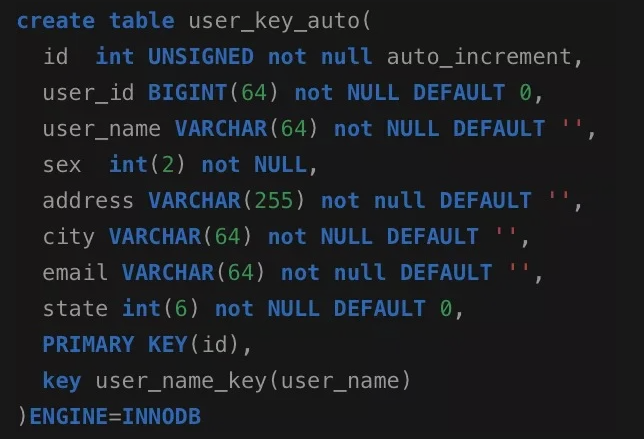 create table user_key_auto(
id  int UNSIGNED not null auto_increment,
user_id BIGINT(64) not NULL DEFAULT 0,
user_name VARCHAR(64) not NULL DEFAULT '',
sex  int(2) not NULL,
address VARCHAR(255) not null DEFAULT '',
city VARCHAR(64) not NULL DEFAULT '',
email VARCHAR(64) not null DEFAULT '',
state int(6) not NULL DEFAULT 0,
PRIMARY KEY(id),
key user_name_key(user_name)
)ENGINE=INNODB